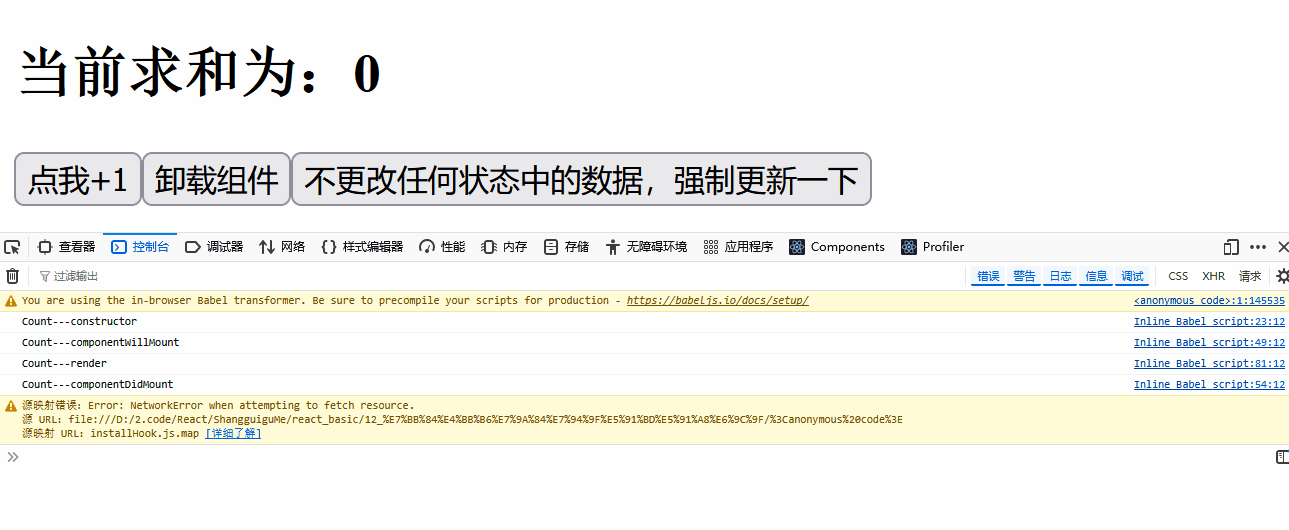 当前求和为：0
点我+1 卸载组件 不更改任何状态中的数据，强制更新一下
查看器 控制台 调试器 网络 样式编辑器 性能 内存 存储 无障碍环境 应用程序 Components Profiler
过滤输出 错误 警告 日志 信息 调试 CSS XHR 请求
You are using the in-browser Babel transformer. Be sure to precompile your scripts for production - https://babeljs.io/docs/setup/ <anonymous code>:1:145535
Count---constructor Inline Babel script:23:12
Count---componentWillMount Inline Babel script:49:12
Count---render Inline Babel script:81:12
Count---componentDidMount Inline Babel script:54:12
源映射错误：Error: NetworkError when attempting to fetch resource.
源 URL：file:///D:/2.code/React/ShangguiguMe/react_basic/12_%E7%BB%84%E4%BB%B6%E7%9A%84%E7%94%9F%E5%91%BD%E5%91%A8%E6%9C%9F/%3Canonymous%20code%3E
源映射 URL：installHook.js.map [详细了解]